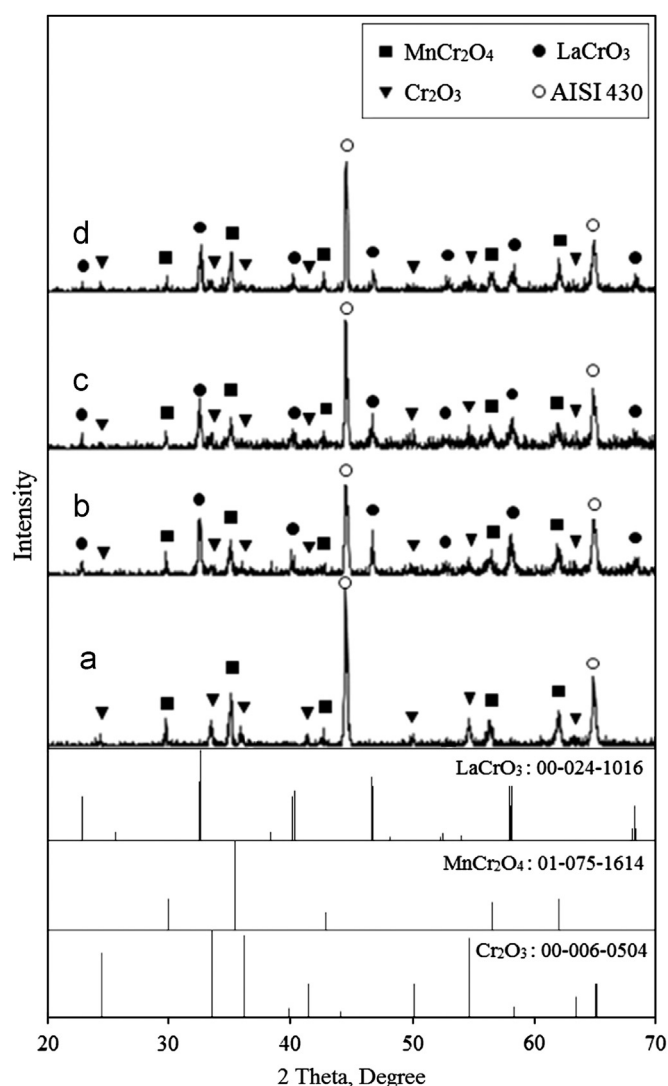 MnCr₂O₄ LaCrO₃
Cr₂O₃ AISI 430
d
c
b
a
Intensity
LaCrO₃: 00-024-1016
MnCr₂O₄: 01-075-1614
Cr₂O₃: 00-006-0504
20 30 40 50 60 70
2 Theta, Degree